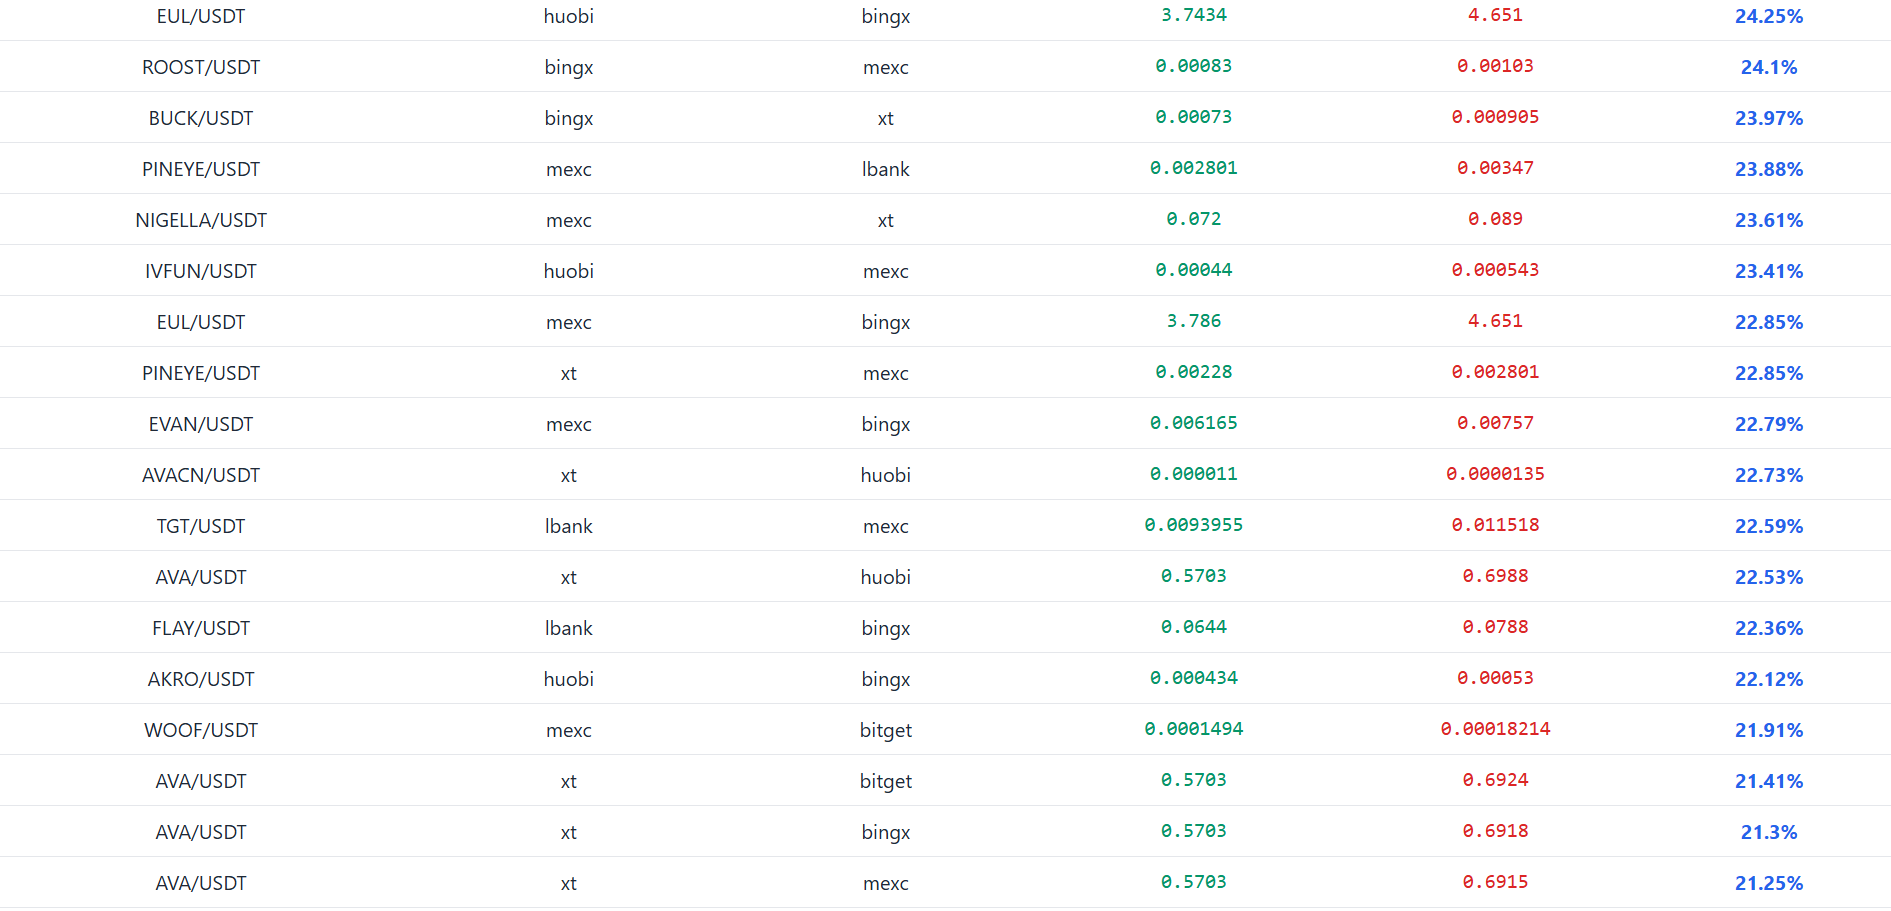 EUL/USDT huobi bingx 3.7434 4.651 24.25%
ROOST/USDT bingx mexc 0.00083 0.00103 24.1%
BUCK/USDT bingx xt 0.00073 0.000905 23.97%
PINEYE/USDT mexc lbank 0.002801 0.00347 23.88%
NIGELLA/USDT mexc xt 0.072 0.089 23.61%
IVFUN/USDT huobi mexc 0.00044 0.000543 23.41%
EUL/USDT mexc bingx 3.786 4.651 22.85%
PINEYE/USDT xt mexc 0.00228 0.002801 22.85%
EVAN/USDT mexc bingx 0.006165 0.00757 22.79%
AVACN/USDT xt huobi 0.000011 0.0000135 22.73%
TGT/USDT lbank mexc 0.0093955 0.011518 22.59%
AVA/USDT xt huobi 0.5703 0.6988 22.53%
FLAY/USDT lbank bingx 0.0644 0.0788 22.36%
AKRO/USDT huobi bingx 0.000434 0.00053 22.12%
WOOF/USDT mexc bitget 0.0001494 0.00018214 21.91%
AVA/USDT xt bitget 0.5703 0.6924 21.41%
AVA/USDT xt bingx 0.5703 0.6918 21.3%
AVA/USDT xt mexc 0.5703 0.6915 21.25%